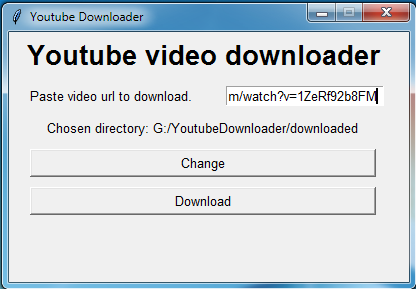 Youtube Downloader
Youtube video downloader
Paste video url to download. m/watch?v=1ZeRf92b8FM
Chosen directory: G:/YoutubeDownloader/downloaded
Change
Download